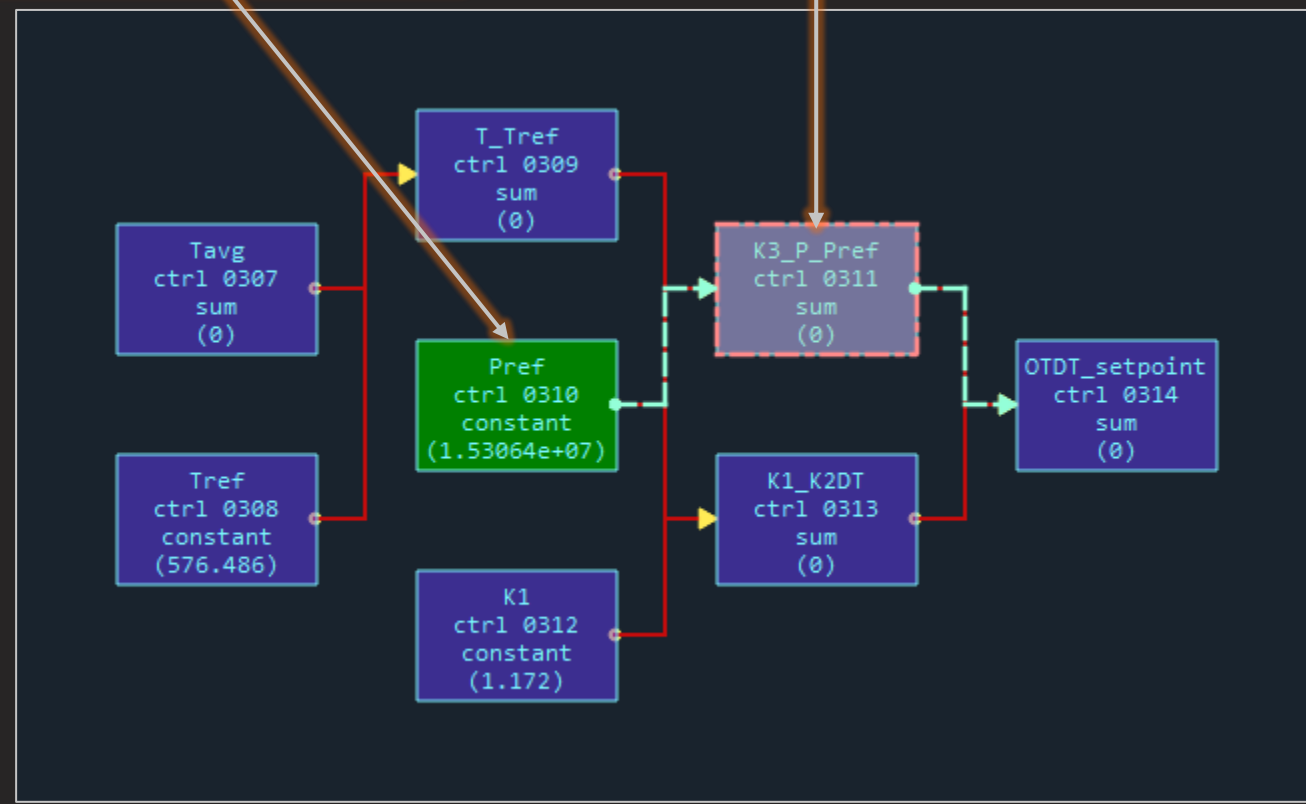 T_Tref
ctrl 0309
sum
(0)
Tavg
ctrl 0307
sum
(0)
K3_P_Pref
ctrl 0311
sum
(0)
Pref
ctrl 0310
constant
(1.53064e+07)
OTDT_setpoint
ctrl 0314
sum
(0)
Tref
ctrl 0308
constant
(576.486)
K1_K2DT
ctrl 0313
sum
(0)
K1
ctrl 0312
constant
(1.172)